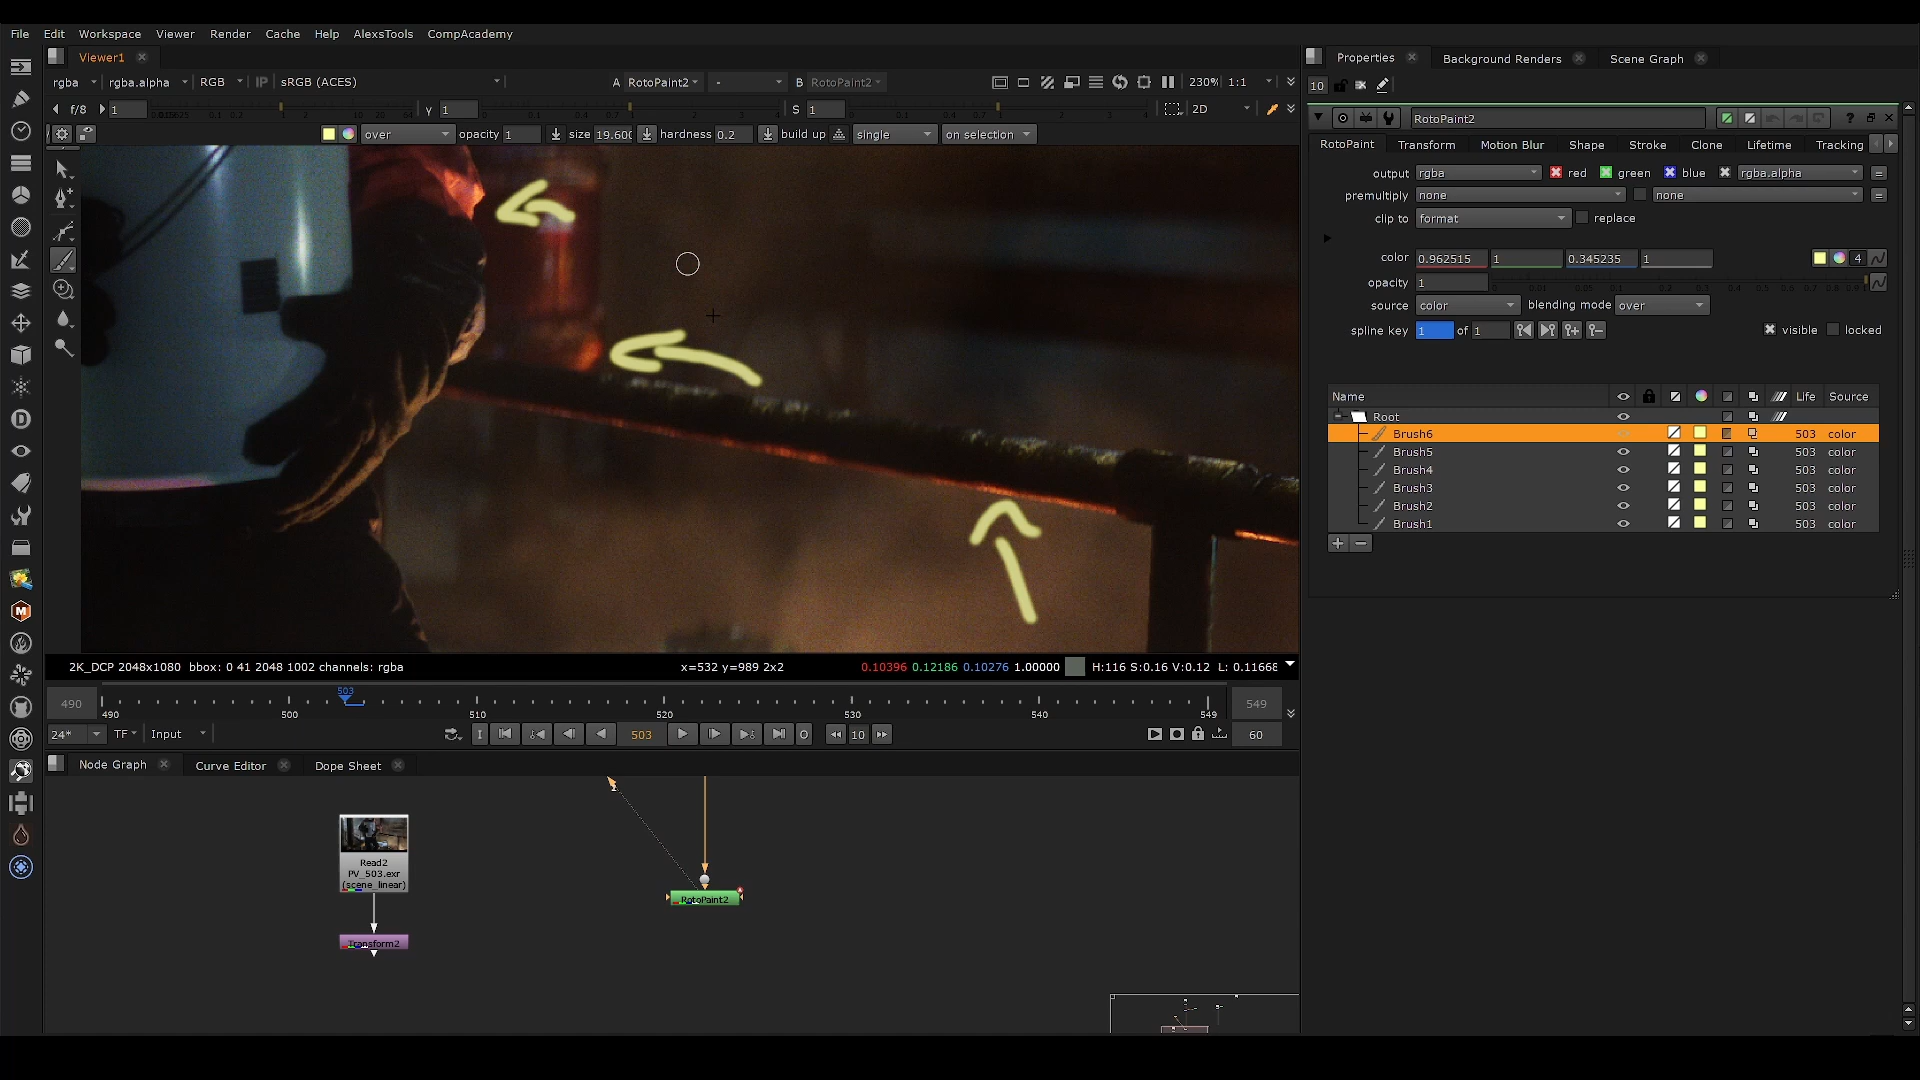 File Edit Workspace Viewer Render Cache Help AlexsTools CompAcademy
Viewer1
rgba rgba.alpha RGB IP sRGB (ACES) A RotoPaint2 - B RotoPaint2 230% 1:1
f/8 1 Y 1 S 1 2D
over opacity 1 size 19.600 hardness 0.2 build up single on selection
2K_DCP 2048x1080 bbox: 0 41 2048 1002 channels: rgba x=532 y=989 2x2 0.10396 0.12186 0.10276 1.00000 H:116 S:0.16 V:0.12 L: 0.11668
490 503 549
490 500 510 520 530 540 549
24* TF Input I 503 O 10 60
Node Graph Curve Editor Dope Sheet
Read2
PV_503.exr
(scene_linear)
Transform2
RotoPaint2
Properties Background Renders Scene Graph
10
RotoPaint2
RotoPaint Transform Motion Blur Shape Stroke Clone Lifetime Tracking
output rgba red green blue rgba.alpha =
premultiply none none =
clip to format replace
color 0.962515 1 0.345235 1 4
opacity 1
source color blending mode over
spline key 1 of 1 visible locked
Name Life Source
Root
Brush6 503 color
Brush5 503 color
Brush4 503 color
Brush3 503 color
Brush2 503 color
Brush1 503 color